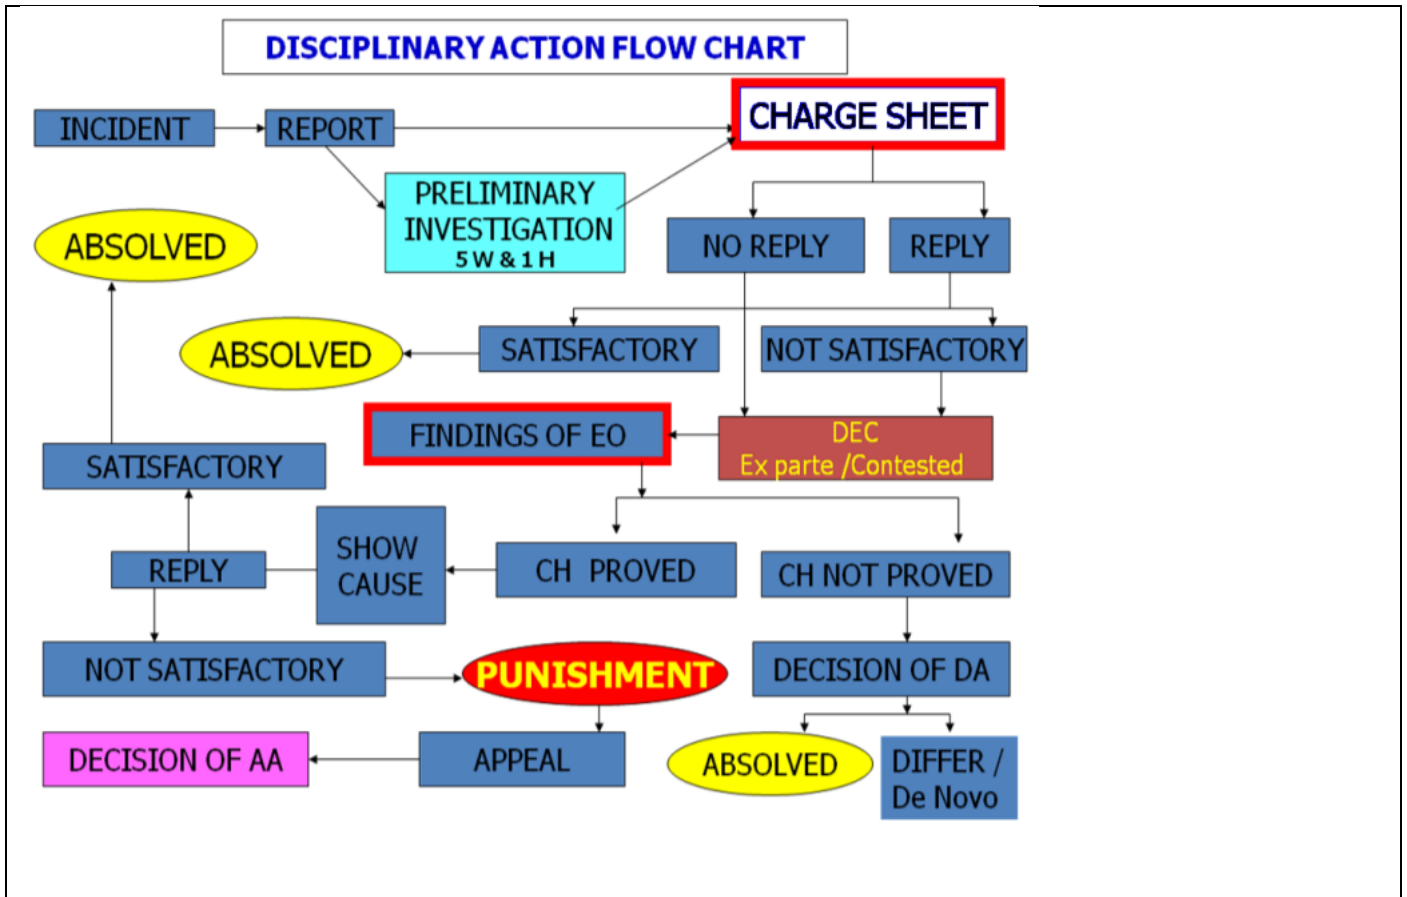 DISCIPLINARY ACTION FLOW CHART
CHARGE SHEET
INCIDENT
REPORT
PRELIMINARY
INVESTIGATION
5 W & 1 H
ABSOLVED
NO REPLY
REPLY
ABSOLVED
SATISFACTORY
NOT SATISFACTORY
FINDINGS OF EO
DEC
Ex parte /Contested
SATISFACTORY
SHOW
CAUSE
REPLY
CH PROVED
CH NOT PROVED
NOT SATISFACTORY
PUNISHMENT
DECISION OF DA
DECISION OF AA
APPEAL
ABSOLVED
DIFFER /
De Novo